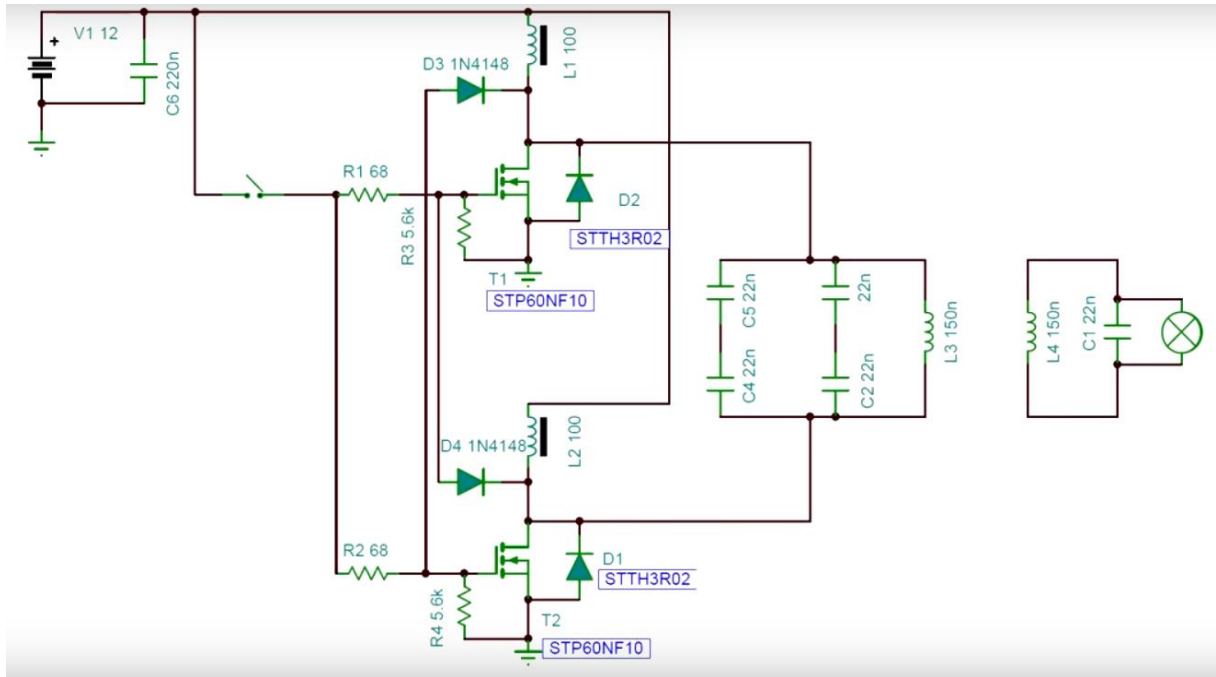 V1 12
C6 220n
D3 1N4148
L1 100
R1 68
R3 5.6k
D2
STTH3R02
T1
STP60NF10
C5 22n
22n
L3 150n
L4 150n
C1 22n
C4 22n
C2 22n
D4 1N4148
L2 100
R2 68
D1
STTH3R02
R4 5.6k
T2
STP60NF10
+